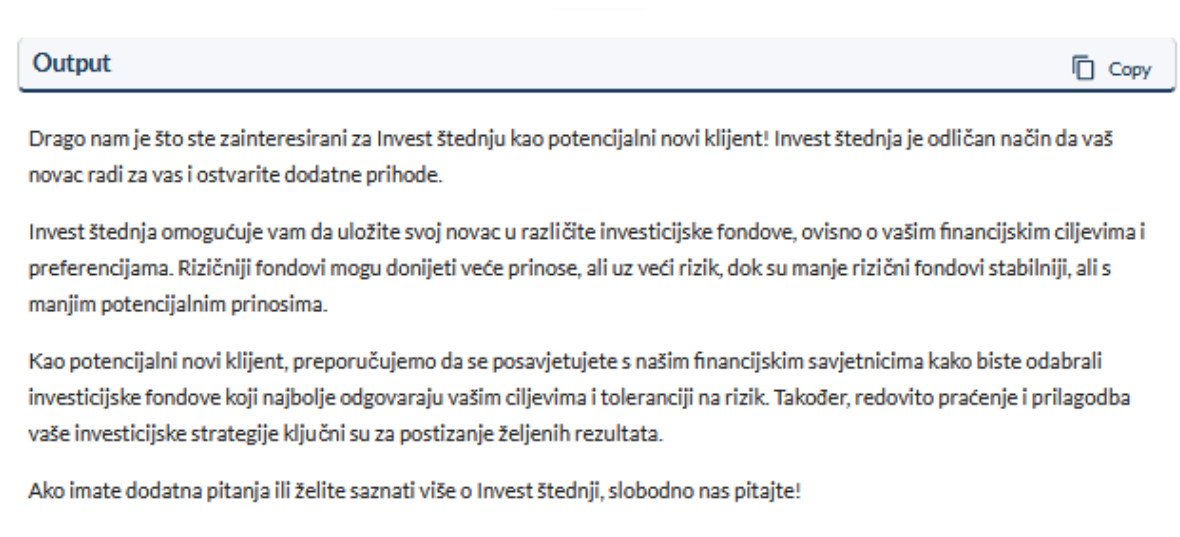 Output
Copy
Drago nam je što ste zainteresirani za Invest štednju kao potencijalni novi klijent! Invest štednja je odličan način da vaš
novac radi za vas i ostvarite dodatne prihode.
Invest štednja omogućuje vam da uložite svoj novac u različite investicijske fondove, ovisno o vašim financijskim ciljevima i
preferencijama. Rizičniji fondovi mogu donijeti veće prinose, ali uz veći rizik, dok su manje rizični fondovi stabilniji, ali s
manjim potencijalnim prinosima.
Kao potencijalni novi klijent, preporučujemo da se posavjetujete s našim financijskim savjetnicima kako biste odabrali
investicijske fondove koji najbolje odgovaraju vašim ciljevima i toleranciji na rizik. Također, redovito praćenje i prilagodba
vaše investicijske strategije ključni su za postizanje željenih rezultata.
Ako imate dodatna pitanja ili želite saznati više o Invest štednji, slobodno nas pitajte!